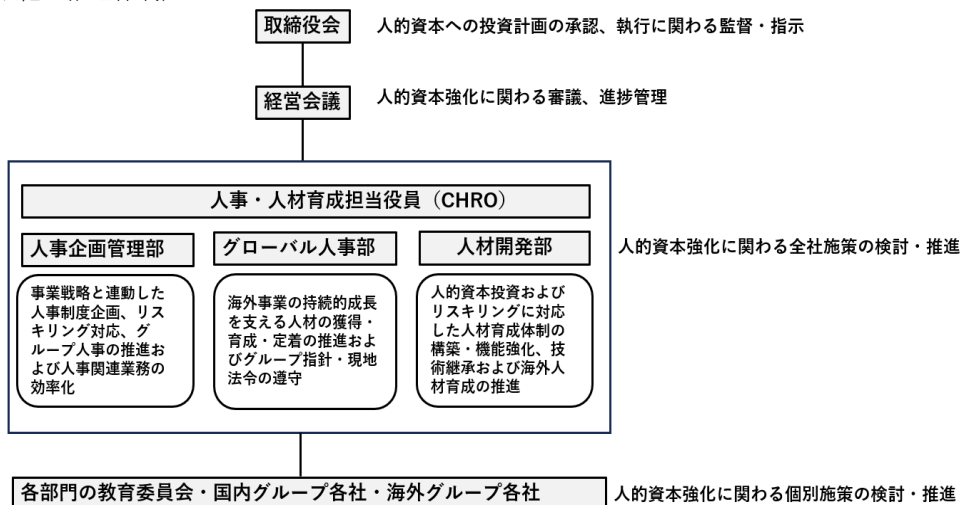 取締役会
人的資本への投資計画の承認、執行に関わる監督・指示
経営会議
人的資本強化に関わる審議、進捗管理
人事・人材育成担当役員（CHRO）
人事企画管理部
グローバル人事部
人材開発部
人的資本強化に関わる全社施策の検討・推進
事業戦略と連動した
人事制度企画、リス
キリング対応、グ
ループ人事の推進お
よび人事関連業務の
効率化
海外事業の持続的成長
を支える人材の獲得・
育成・定着の推進およ
びグループ指針・現地
法令の遵守
人的資本投資および
リスキリングに対応
した人材育成体制の
構築・機能強化、技
術継承および海外人
材育成の推進
各部門の教育委員会・国内グループ各社・海外グループ各社
人的資本強化に関わる個別施策の検討・推進